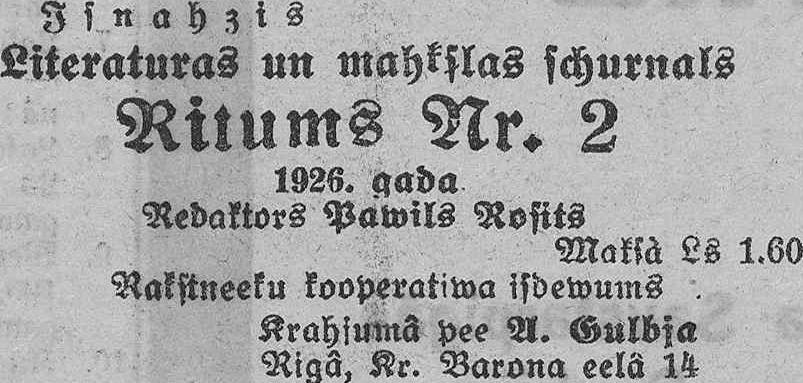 Isnahzis
Literaturas un mahkslas schurnals
Ritums Nr. 2
1926. gada
Redaktors Pawils Rosits
Maksà Ls 1.60
Rakstneeku kooperatiwa isdewums
Krahjumâ pee A. Gulbja
Rigâ, Kr. Barona eelâ 14